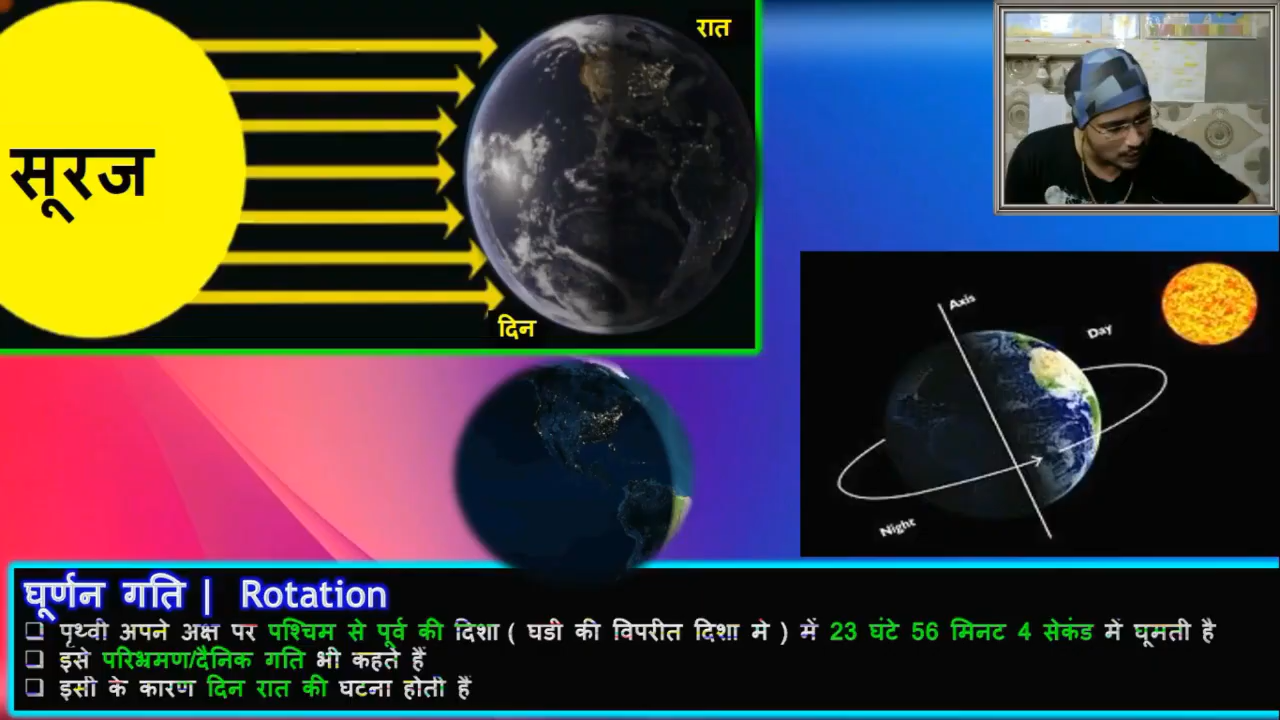 रात
सूरज
दिन
Axis
Day
Night
घूर्णन गति | Rotation
❑ पृथ्वी अपने अक्ष पर पश्चिम से पूर्व की दिशा ( घडी की विपरीत दिशा मे ) में 23 घंटे 56 मिनट 4 सेकंड में घूमती है
❑ इसे परिभ्रमण/दैनिक गति भी कहते हैं
❑ इसी के कारण दिन रात की घटना होती हैं